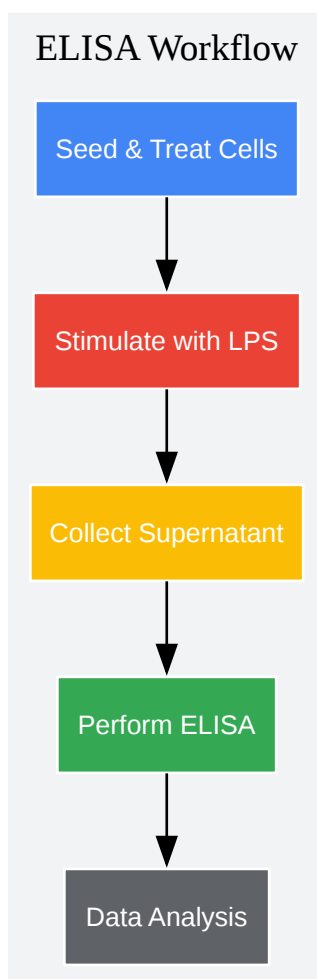 ELISA Workflow
Seed & Treat Cells
Stimulate with LPS
Collect Supernatant
Perform ELISA
Data Analysis